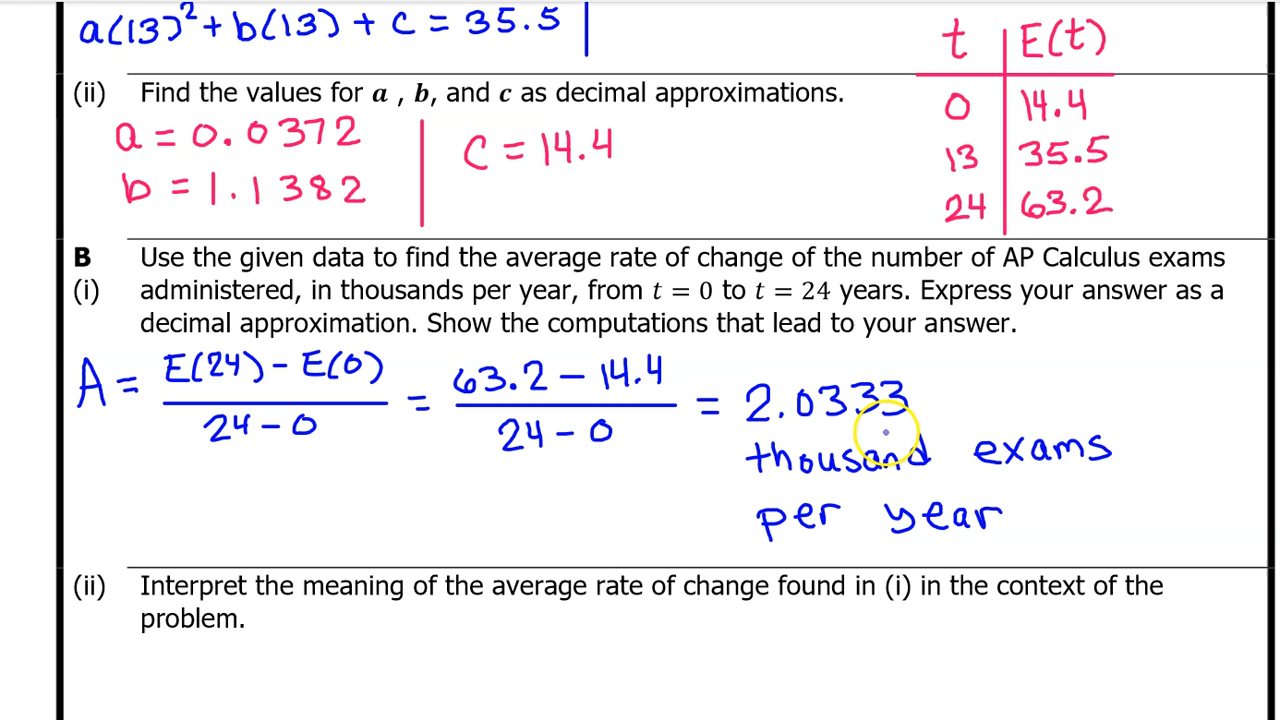 a(13)² + b(13) + c = 35.5
t | E(t)
0 | 14.4
13 | 35.5
24 | 63.2
(ii) Find the values for a , b, and c as decimal approximations.
a = 0.0372
b = 1.1382
c = 14.4
B Use the given data to find the average rate of change of the number of AP Calculus exams
(i) administered, in thousands per year, from t = 0 to t = 24 years. Express your answer as a
decimal approximation. Show the computations that lead to your answer.
A = (E(24) - E(0))/(24 - 0) = (63.2 - 14.4)/(24 - 0) = 2.0333
thousand exams
per year
(ii) Interpret the meaning of the average rate of change found in (i) in the context of the
problem.